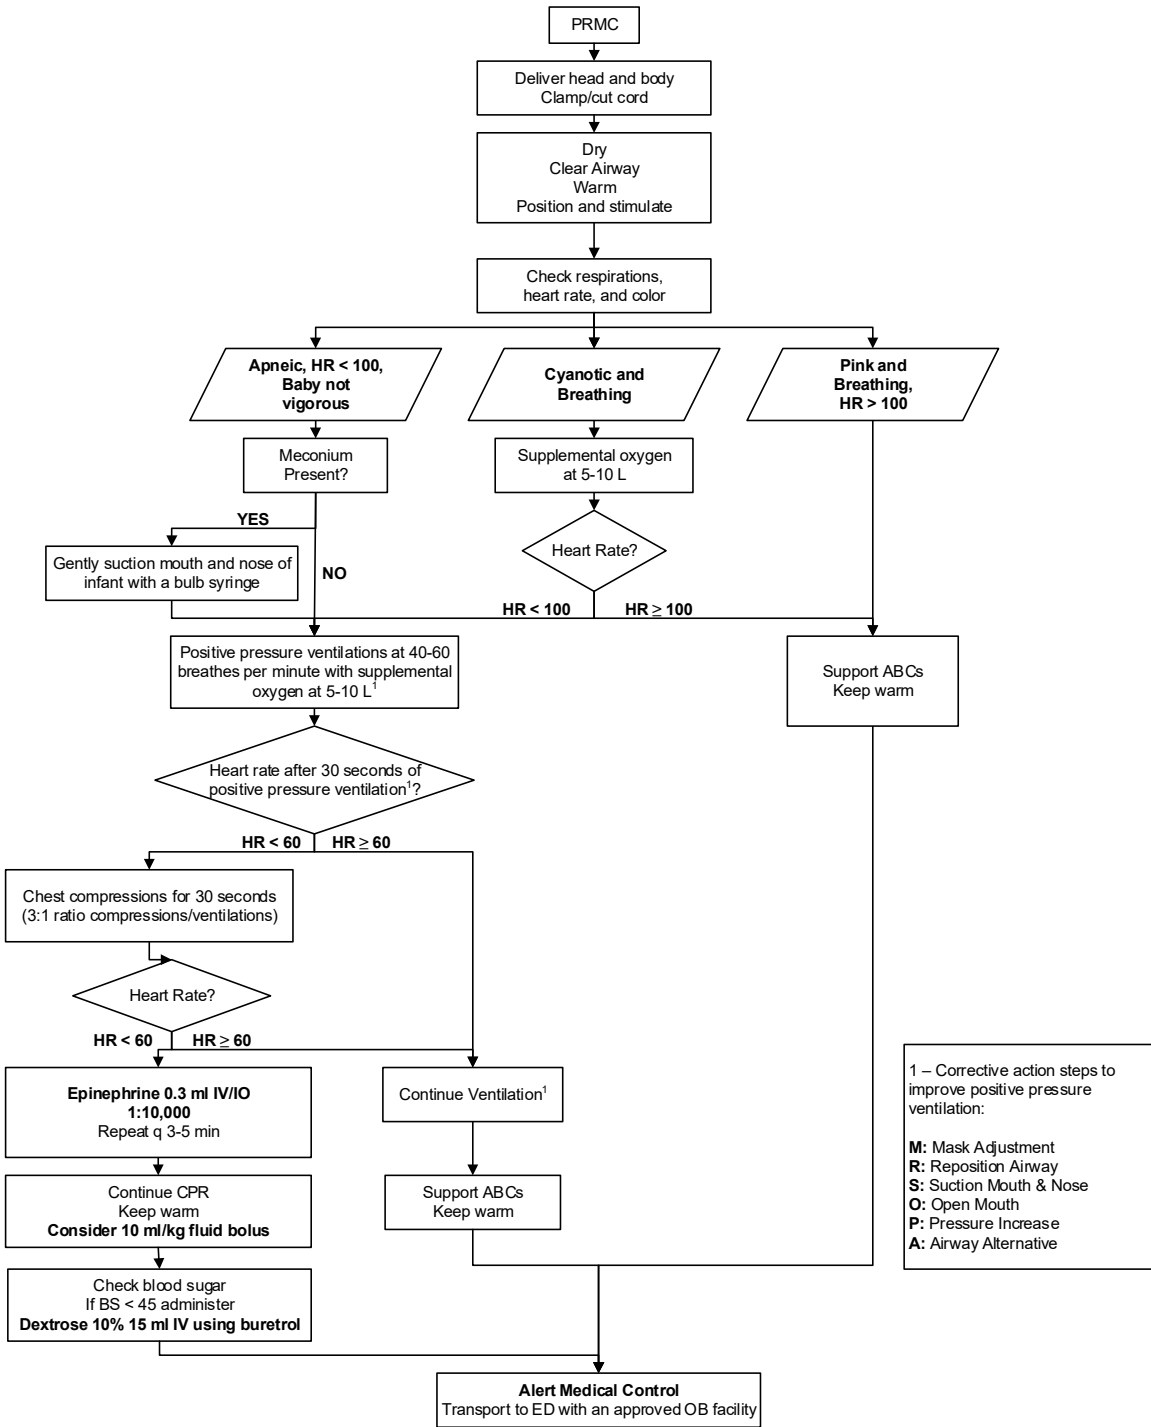 PRMC
Deliver head and body
Clamp/cut cord
Dry
Clear Airway
Warm
Position and stimulate
Check respirations,
heart rate, and color
Apneic, HR < 100,
Baby not
vigorous
Cyanotic and
Breathing
Pink and
Breathing,
HR > 100
Meconium
Present?
Supplemental oxygen
at 5-10 L
YES
NO
Gently suction mouth and nose of
infant with a bulb syringe
Heart Rate?
HR < 100
HR ≥ 100
Positive pressure ventilations at 40-60
breathes per minute with supplemental
oxygen at 5-10 L¹
Support ABCs
Keep warm
Heart rate after 30 seconds of
positive pressure ventilation¹?
HR < 60
HR ≥ 60
Chest compressions for 30 seconds
(3:1 ratio compressions/ventilations)
Heart Rate?
HR < 60
HR ≥ 60
Epinephrine 0.3 ml IV/IO
1:10,000
Repeat q 3-5 min
Continue Ventilation¹
Continue CPR
Keep warm
Consider 10 ml/kg fluid bolus
Support ABCs
Keep warm
Check blood sugar
If BS < 45 administer
Dextrose 10% 15 ml IV using buretrol
Alert Medical Control
Transport to ED with an approved OB facility
1 – Corrective action steps to
improve positive pressure
ventilation:
M: Mask Adjustment
R: Reposition Airway
S: Suction Mouth & Nose
O: Open Mouth
P: Pressure Increase
A: Airway Alternative